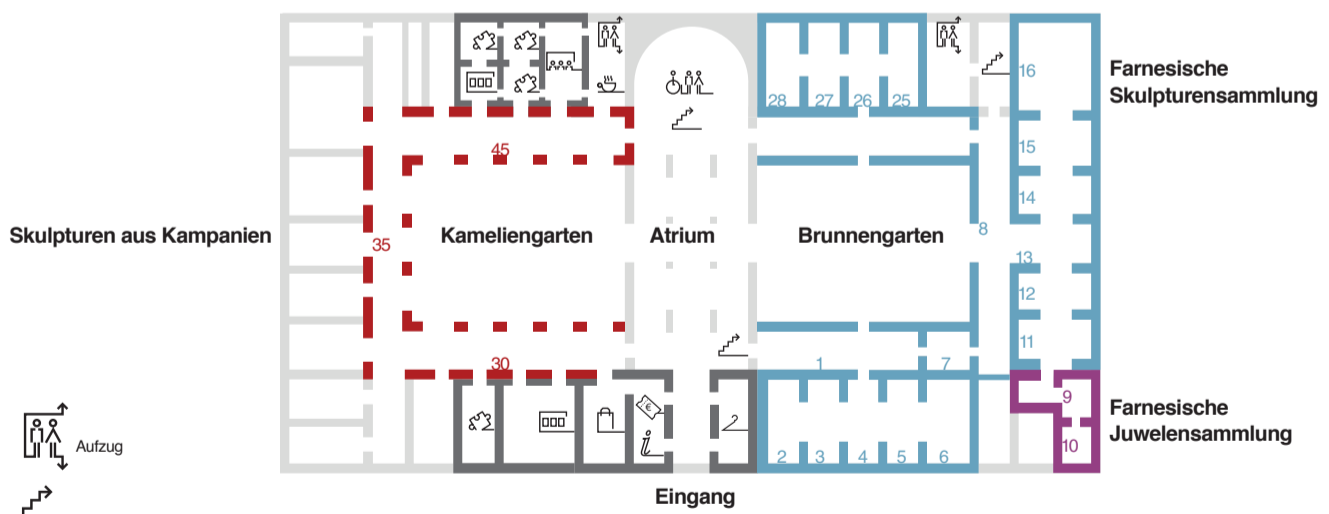 28
27
26
25
16
Farnesische
Skulpturensammlung
45
15
14
Skulpturen aus Kampanien
35
Kameliengarten
Atrium
Brunnengarten
8
13
12
11
30
1
7
9
10
Farnesische
Juwelensammlung
€
i
2
3
4
5
6
Aufzug
Eingang